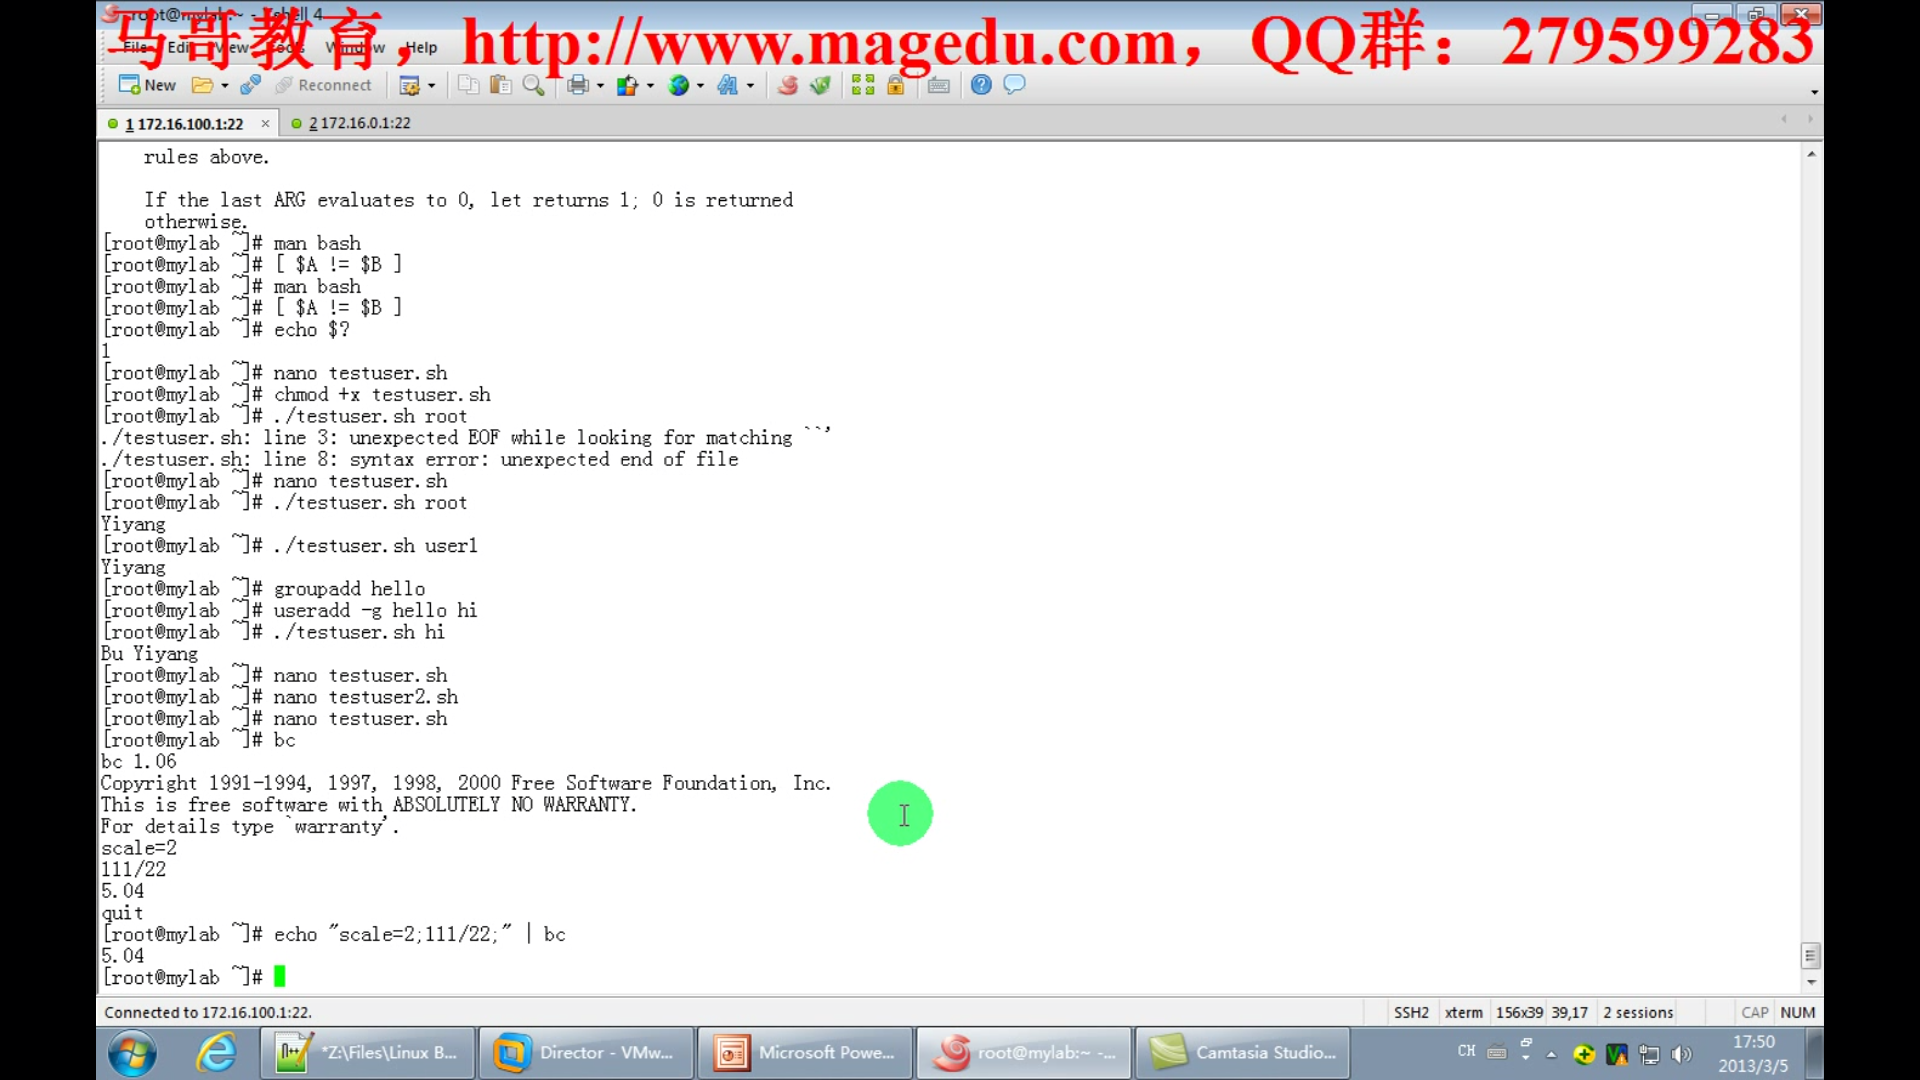 root@mylab:~ - Xshell 4
马哥教育，http://www.magedu.com，QQ群：279599283
File Edit View Tools Window Help
New Reconnect
1 172.16.100.1:22 × 2 172.16.0.1:22
rules above.
If the last ARG evaluates to 0, let returns 1; 0 is returned
otherwise.
[root@mylab ~]# man bash
[root@mylab ~]# [ $A != $B ]
[root@mylab ~]# man bash
[root@mylab ~]# [ $A != $B ]
[root@mylab ~]# echo $?
1
[root@mylab ~]# nano testuser.sh
[root@mylab ~]# chmod +x testuser.sh
[root@mylab ~]# ./testuser.sh root
./testuser.sh: line 3: unexpected EOF while looking for matching ``'
./testuser.sh: line 8: syntax error: unexpected end of file
[root@mylab ~]# nano testuser.sh
[root@mylab ~]# ./testuser.sh root
Yiyang
[root@mylab ~]# ./testuser.sh user1
Yiyang
[root@mylab ~]# groupadd hello
[root@mylab ~]# useradd -g hello hi
[root@mylab ~]# ./testuser.sh hi
Bu Yiyang
[root@mylab ~]# nano testuser.sh
[root@mylab ~]# nano testuser2.sh
[root@mylab ~]# nano testuser.sh
[root@mylab ~]# bc
bc 1.06
Copyright 1991-1994, 1997, 1998, 2000 Free Software Foundation, Inc.
This is free software with ABSOLUTELY NO WARRANTY.
For details type `warranty'.
scale=2
111/22
5.04
quit
[root@mylab ~]# echo "scale=2;111/22;" | bc
5.04
[root@mylab ~]#
Connected to 172.16.100.1:22. SSH2 xterm 156x39 39,17 2 sessions CAP NUM
*Z:\Files\Linux B... Director - VMw... Microsoft Powe... root@mylab:~ -... Camtasia Studio... CH 17:50
2013/3/5